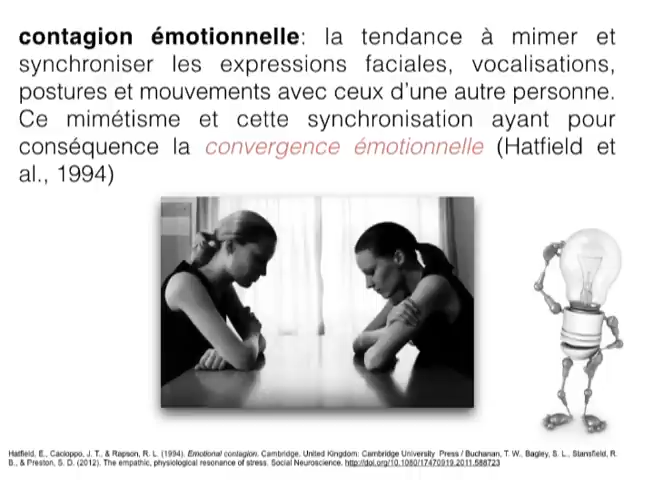 contagion émotionnelle: la tendance à mimer et
synchroniser les expressions faciales, vocalisations,
postures et mouvements avec ceux d'une autre personne.
Ce mimétisme et cette synchronisation ayant pour
conséquence la convergence émotionnelle (Hatfield et
al., 1994)
Hatfield, E., Cacioppo, J. T., & Rapson, R. L. (1994). Emotional contagion. Cambridge, United Kingdom: Cambridge University Press / Buchanan, T. W., Bagley, S. L., Stansfield, R.
B., & Preston, S. D. (2012). The empathic, physiological resonance of stress. Social Neuroscience. http://doi.org/10.1080/17470919.2011.588723